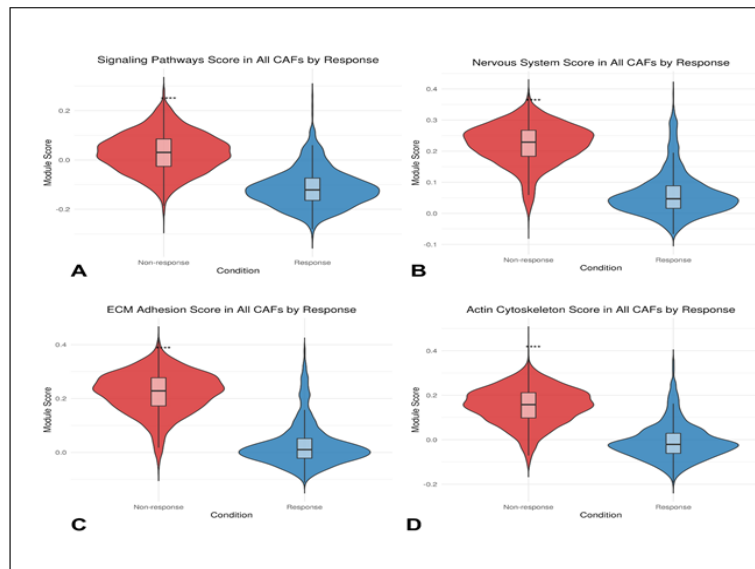 Signaling Pathways Score in All CAFs by Response
****
0.2
0.0
-0.2
Module Score
Non-response
Response
Condition
A
Nervous System Score in All CAFs by Response
****
0.4
0.3
0.2
0.1
0.0
-0.1
Module Score
Non-response
Response
Condition
B
ECM Adhesion Score in All CAFs by Response
****
0.4
0.2
0.0
Module Score
Non-response
Response
Condition
C
Actin Cytoskeleton Score in All CAFs by Response
****
0.4
0.2
0.0
-0.2
Module Score
Non-response
Response
Condition
D